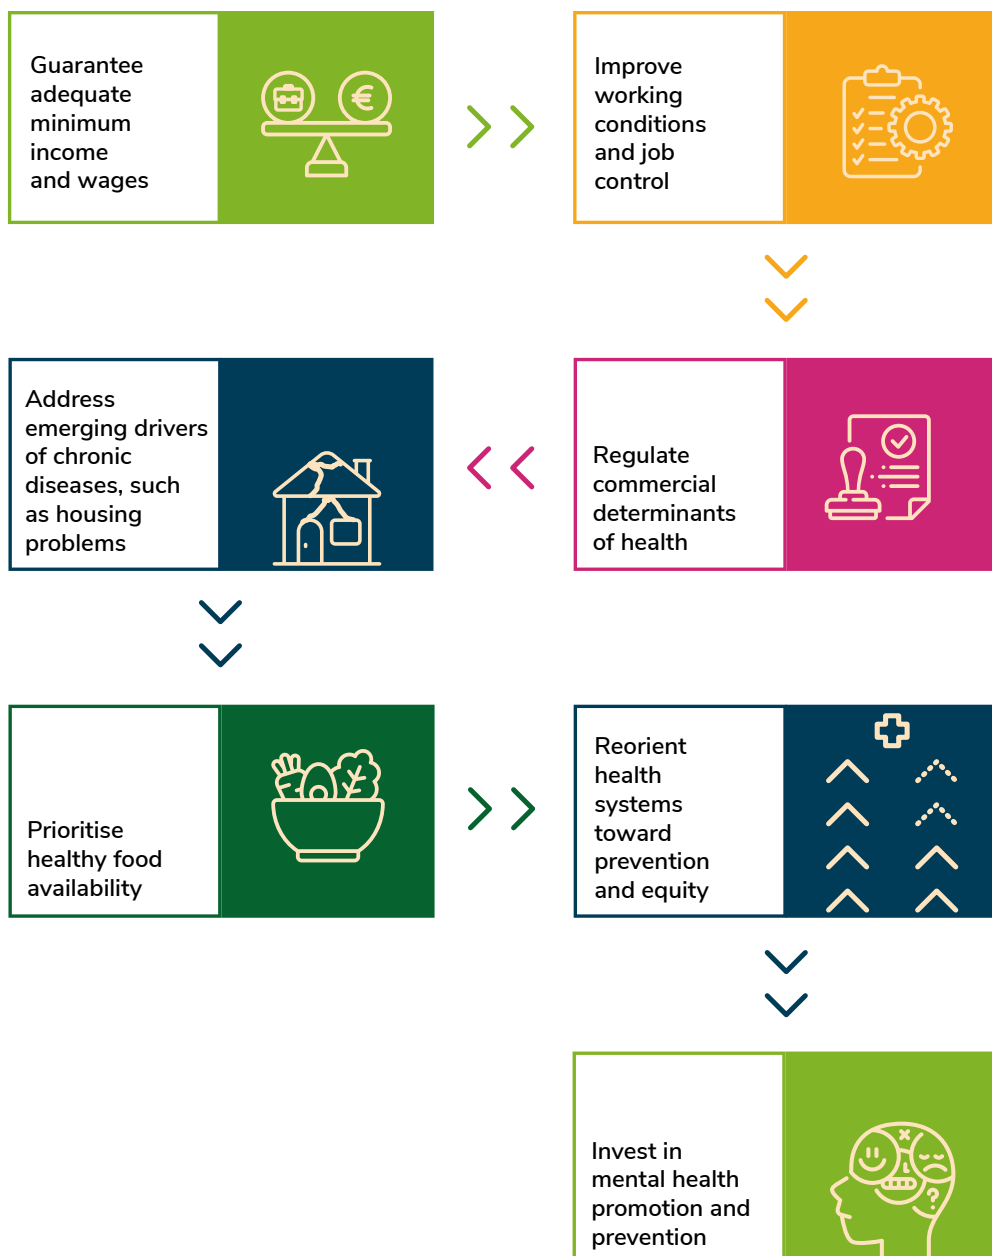 Guarantee
adequate
minimum
income
and wages
€
Improve
working
conditions
and job
control
Regulate
commercial
determinants
of health
Address
emerging drivers
of chronic
diseases, such
as housing
problems
Prioritise
healthy food
availability
Reorient
health
systems
toward
prevention
and equity
Invest in
mental health
promotion and
prevention
?